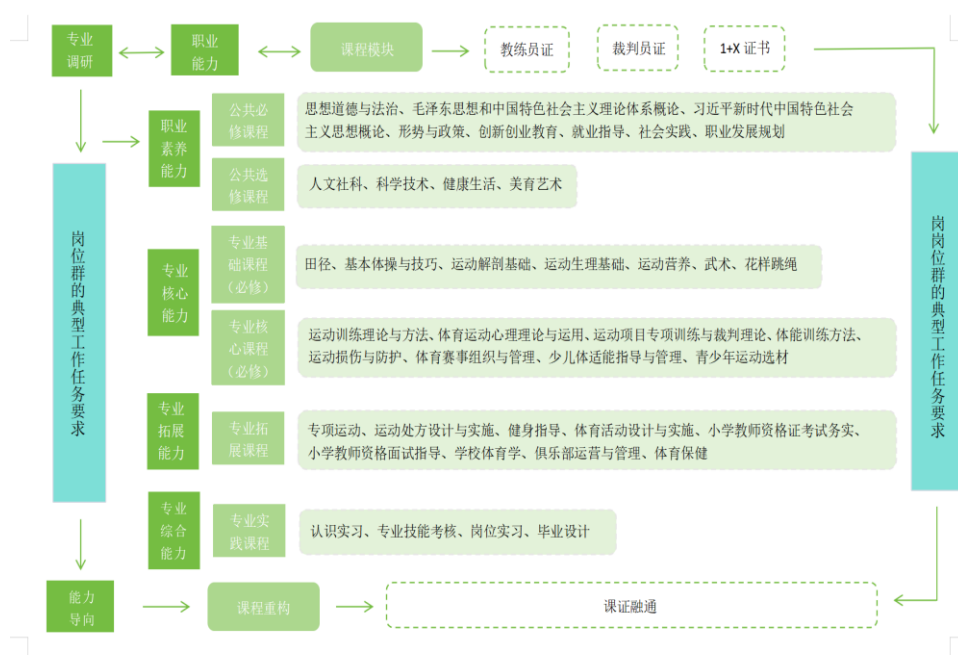 专业
调研
职业
能力
课程模块
教练员证
裁判员证
1+X 证书
职业
素养
能力
公共必
修课程
思想道德与法治、毛泽东思想和中国特色社会主义理论体系概论、习近平新时代中国特色社会
主义思想概论、形势与政策、创新创业教育、就业指导、社会实践、职业发展规划
公共选
修课程
人文社科、科学技术、健康生活、美育艺术
岗位群的典型工作任务要求
专业
核心
能力
专业基
础课程
（必修）
田径、基本体操与技巧、运动解剖基础、运动生理基础、运动营养、武术、花样跳绳
专业核
心课程
（必修）
运动训练理论与方法、体育运动心理理论与运用、运动项目专项训练与裁判理论、体能训练方法、
运动损伤与防护、体育赛事组织与管理、少儿体适能指导与管理、青少年运动选材
专业
拓展
能力
专业拓
展课程
专项运动、运动处方设计与实施、健身指导、体育活动设计与实施、小学教师资格证考试务实、
小学教师资格面试指导、学校体育学、俱乐部运营与管理、体育保健
专业
综合
能力
专业实
践课程
认识实习、专业技能考核、岗位实习、毕业设计
岗岗位群的典型工作任务要求
能力
导向
课程重构
课证融通